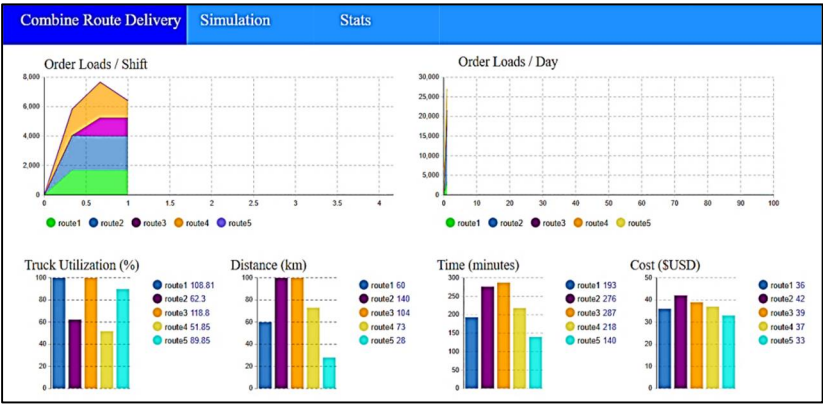 Combine Route Delivery Simulation Stats
Order Loads / Shift
8,000
6,000
4,000
2,000
0
0 0.5 1 1.5 2 2.5 3 3.5 4
route1 route2 route3 route4 route5
Order Loads / Day
30,000
25,000
20,000
15,000
10,000
5,000
0
0 10 20 30 40 50 60 70 80 90 100
route1 route2 route3 route4 route5
Truck Utilization (%)
100
80
60
40
20
0
route1 108.81
route2 62.3
route3 118.8
route4 51.85
route5 89.85
Distance (km)
100
80
60
40
20
0
route1 60
route2 140
route3 104
route4 73
route5 28
Time (minutes)
300
250
200
150
100
50
0
route1 193
route2 276
route3 287
route4 218
route5 140
Cost ($USD)
50
40
30
20
10
0
route1 36
route2 42
route3 39
route4 37
route5 33